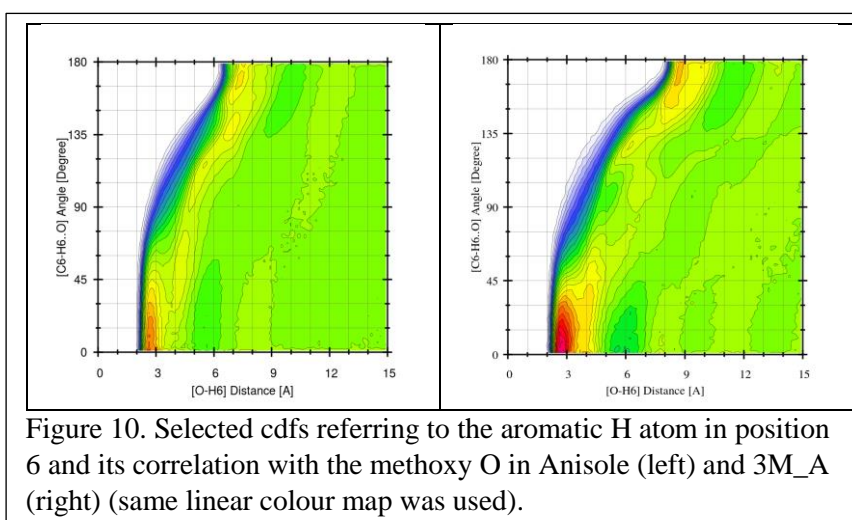 180
135
90
45
0
[C6-H6..O] Angle [Degree]
0 3 6 9 12 15
[O-H6] Distance [A]
180
135
90
45
0
[C6-H6..O] Angle [Degree]
0 3 6 9 12 15
[O-H6] Distance [A]
Figure 10. Selected cdfs referring to the aromatic H atom in position
6 and its correlation with the methoxy O in Anisole (left) and 3M_A
(right) (same linear colour map was used).